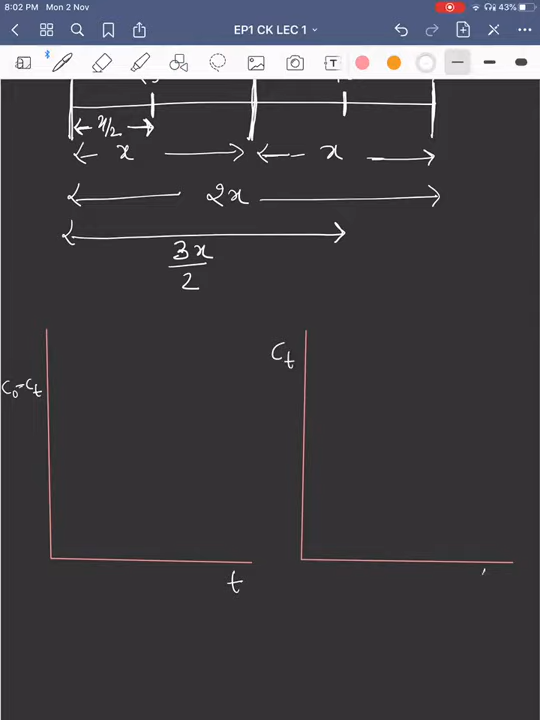 8:02 PM Mon 2 Nov 43%
EP1 CK LEC 1
x/2
x x
2x
3x
2
C₀-Cₜ Cₜ
t